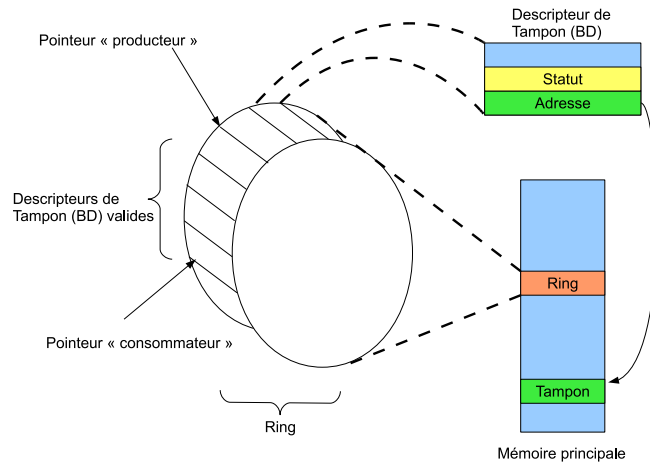 Descripteur de
Tampon (BD)
Pointeur « producteur »
Statut
Adresse
Descripteurs de
Tampon (BD) valides
Ring
Pointeur « consommateur »
Tampon
Ring
Mémoire principale